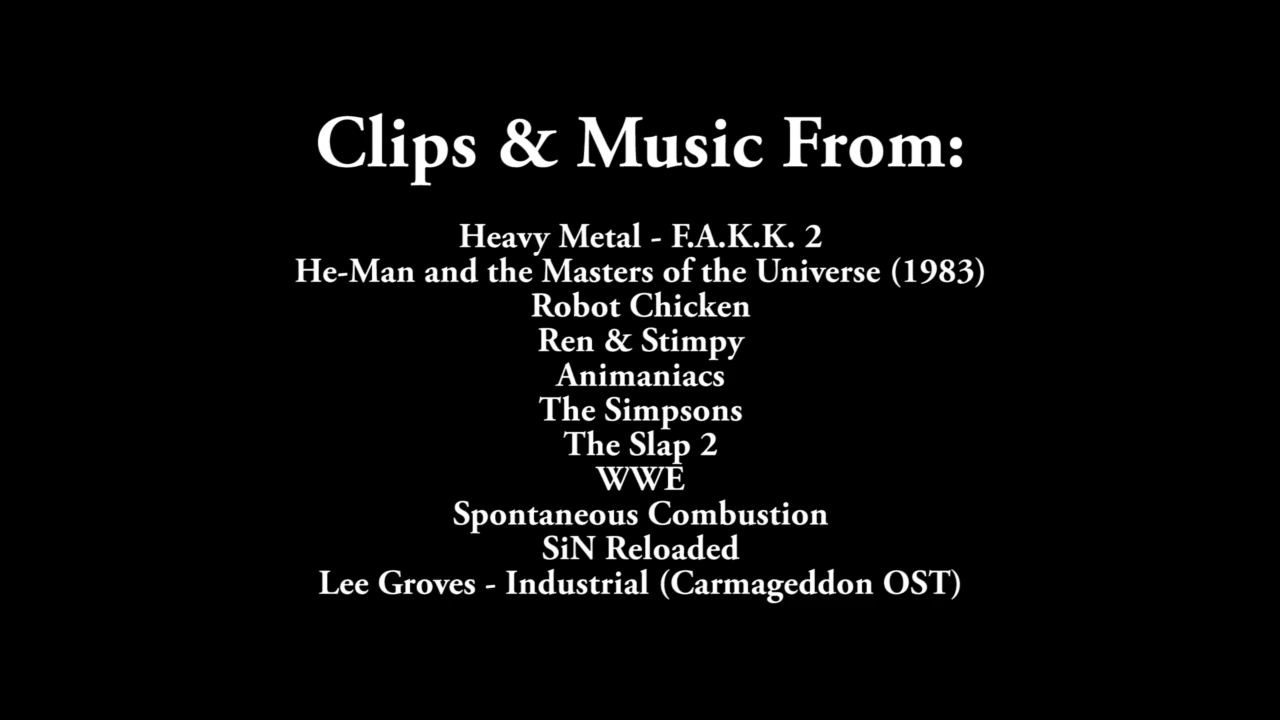 Clips & Music From:
Heavy Metal - F.A.K.K. 2
He-Man and the Masters of the Universe (1983)
Robot Chicken
Ren & Stimpy
Animaniacs
The Simpsons
The Slap 2
WWE
Spontaneous Combustion
SiN Reloaded
Lee Groves - Industrial (Carmageddon OST)